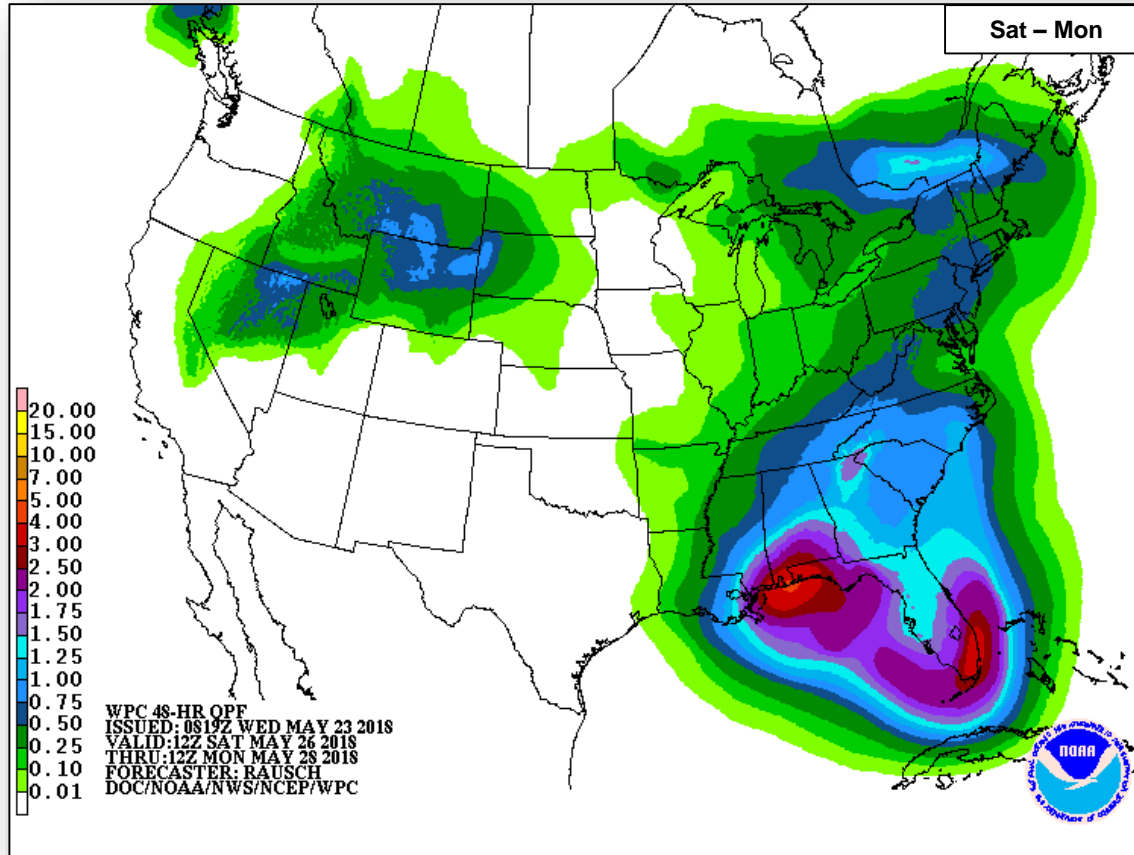 Sat – Mon
20.00
15.00
10.00
7.00
5.00
4.00
3.00
2.50
2.00
1.75
1.50
1.25
1.00
0.75
0.50
0.25
0.10
0.01
WPC 48-HR QPF
ISSUED: 0819Z WED MAY 23 2018
VALID:12Z SAT MAY 26 2018
THRU:12Z MON MAY 28 2018
FORECASTER: RAUSCH
DOC/NOAA/NWS/NCEP/WPC
NOAA